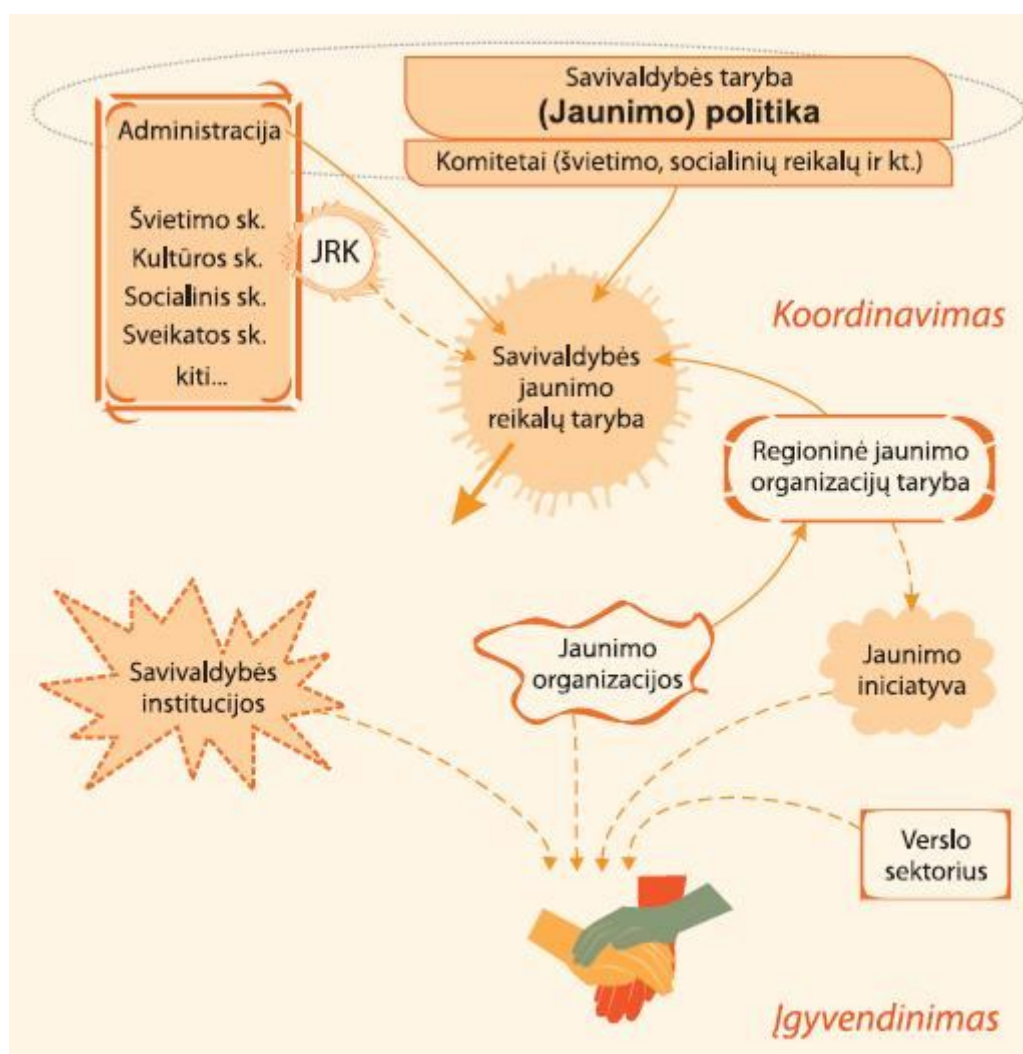 Savivaldybės taryba
(Jaunimo) politika
Komitetai (švietimo, socialinių reikalų ir kt.)
Administracija
Švietimo sk.
Kultūros sk.
Socialinis sk.
Sveikatos sk.
kiti...
JRK
Koordinavimas
Savivaldybės
jaunimo
reikalų taryba
Regioninė jaunimo
organizacijų taryba
Savivaldybės
institucijos
Jaunimo
organizacijos
Jaunimo
iniciatyva
Verslo
sektorius
Įgyvendinimas